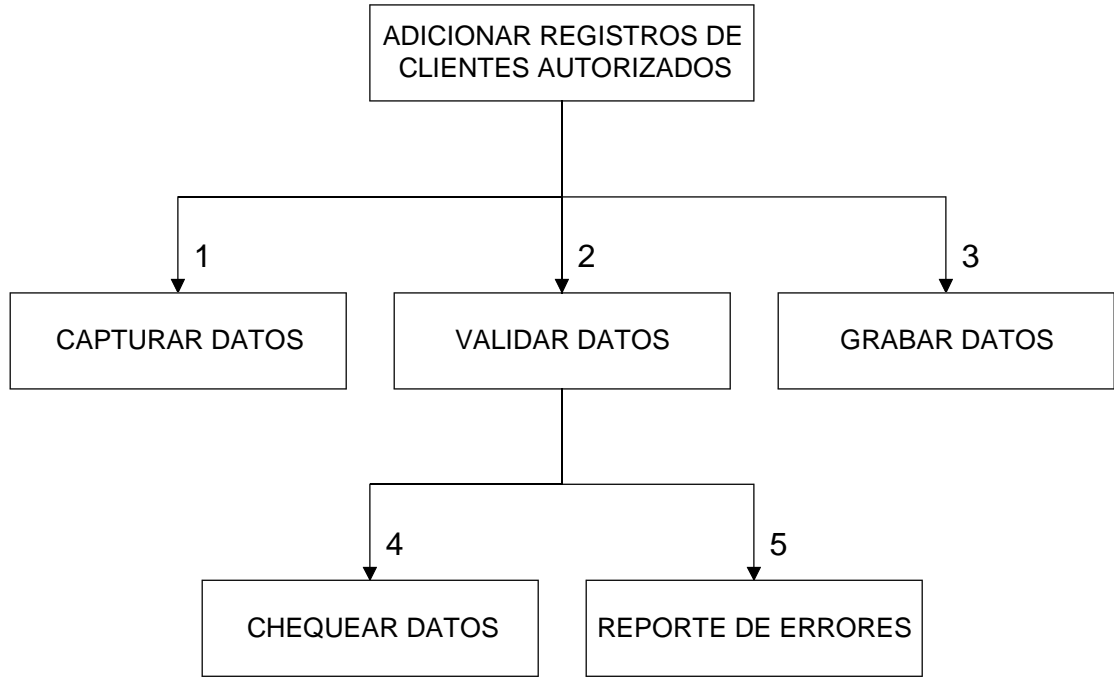 ADICIONAR REGISTROS DE
CLIENTES AUTORIZADOS
1
2
3
CAPTURAR DATOS
VALIDAR DATOS
GRABAR DATOS
4
5
CHEQUEAR DATOS
REPORTE DE ERRORES